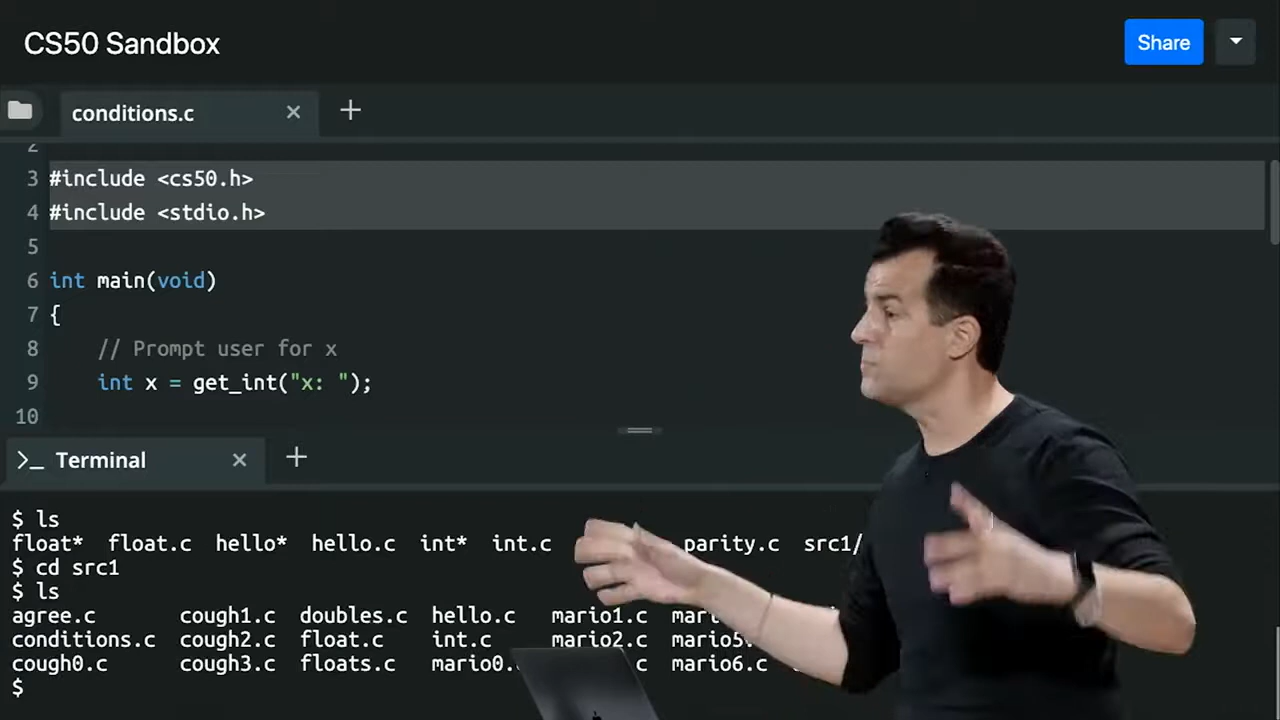 CS50 Sandbox
Share
conditions.c
2
3 #include <cs50.h>
4 #include <stdio.h>
5
6 int main(void)
7 {
8 // Prompt user for x
9 int x = get_int("x: ");
10
>_ Terminal
$ ls
float* float.c hello* hello.c int* int.c parity.c src1/
$ cd src1
$ ls
agree.c cough1.c doubles.c hello.c mario1.c
conditions.c cough2.c float.c int.c mario2.c
cough0.c cough3.c floats.c mario6.c
$